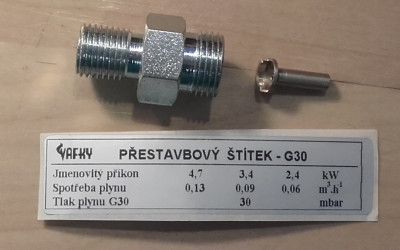 VAFKY PŘESTAVBOVÝ ŠTÍTEK - G30
Jmenovitý příkon 4,7 3,4 2,4 kW
Spotřeba plynu 0,13 0,09 0,06 m³.h⁻¹
Tlak plynu G30 30 mbar